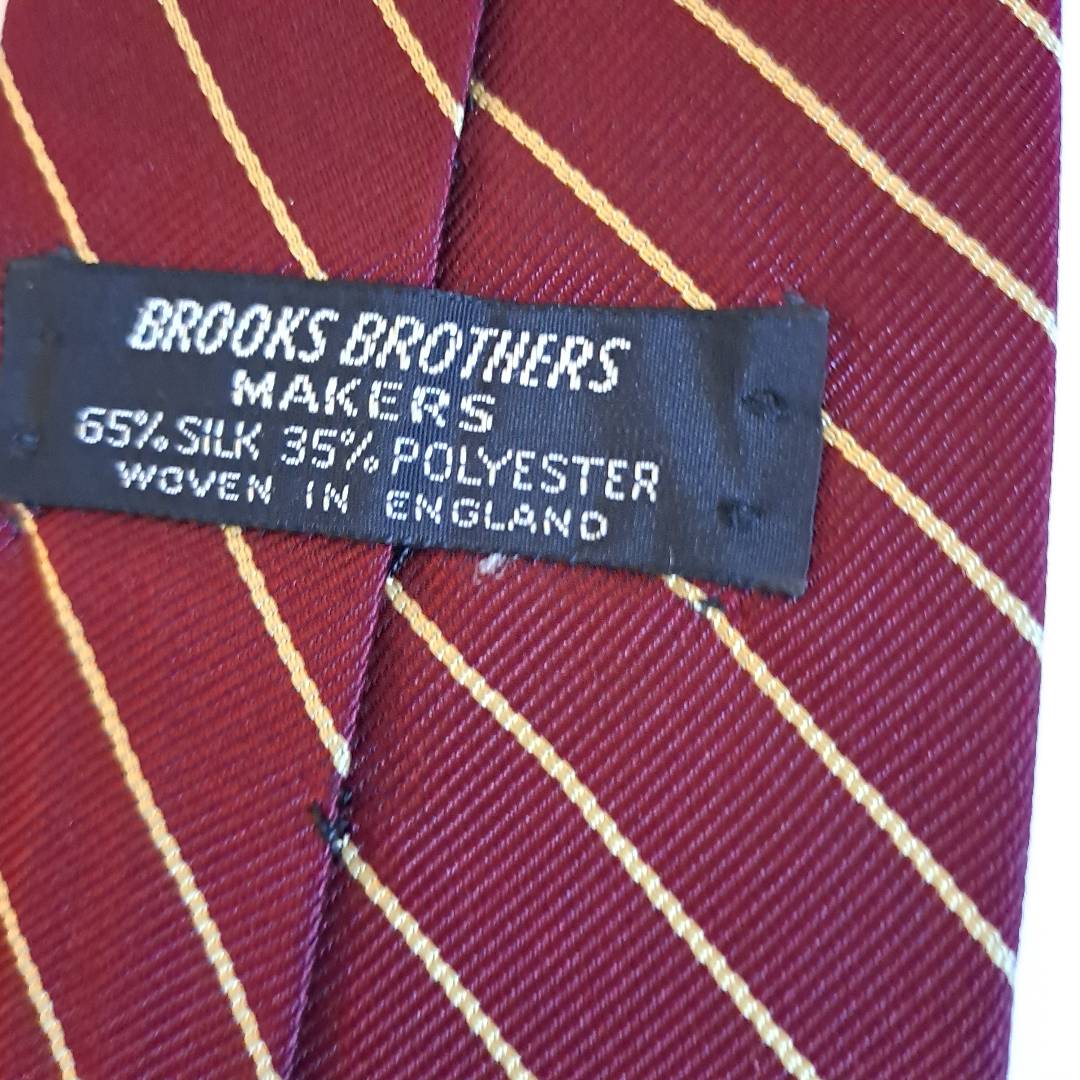 BROOKS BROTHERS
MAKERS
65% SILK 35% POLYESTER
WOVEN IN ENGLAND